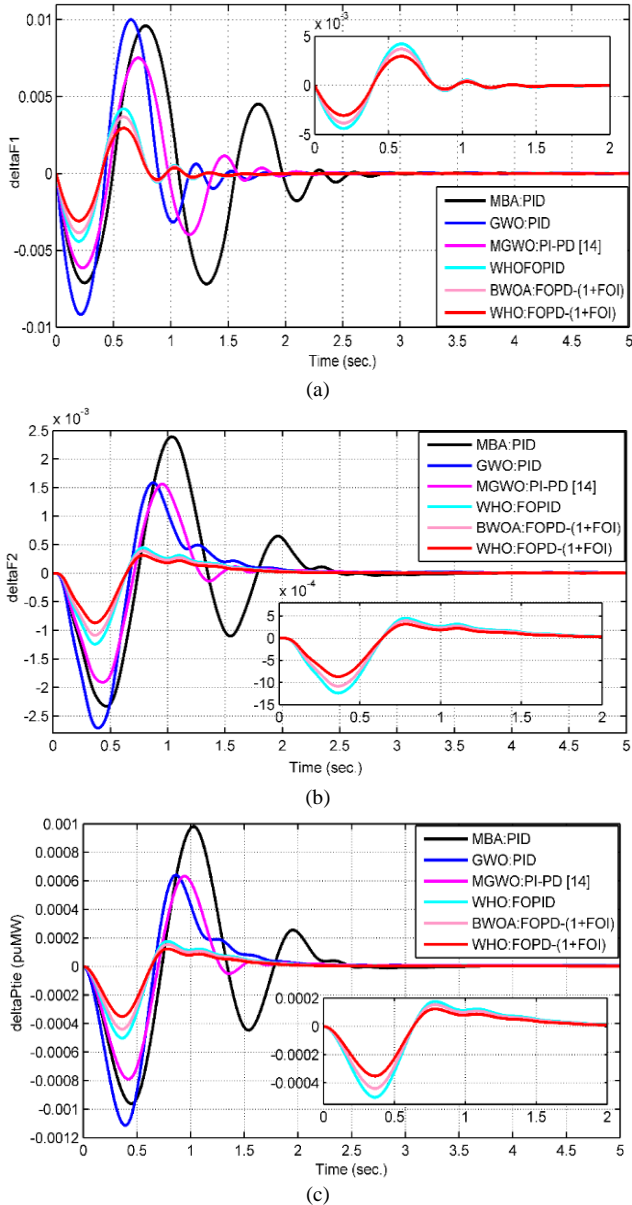 0.01
0.005
0
-0.005
-0.01
deltaF1
0 0.5 1 1.5 2 2.5 3 3.5 4 4.5 5
Time (sec.)
x 10^-3
5
0
-5
0 0.5 1 1.5 2
MBA:PID
GWO:PID
MGWO:PI-PD [14]
WHOFOPID
BWOA:FOPD-(1+FOI)
WHO:FOPD-(1+FOI)
(a)
x 10^-3
2.5
2
1.5
1
0.5
0
-0.5
-1
-1.5
-2
-2.5
deltaF2
0 0.5 1 1.5 2 2.5 3 3.5 4 4.5 5
Time (sec.)
MBA:PID
GWO:PID
MGWO:PI-PD [14]
WHO:FOPID
BWOA:FOPD-(1+FOI)
WHO:FOPD-(1+FOI)
x 10^-4
5
0
-5
-10
-15
0 0.5 1 1.5 2
(b)
0.001
0.0008
0.0006
0.0004
0.0002
0
-0.0002
-0.0004
-0.0006
-0.0008
-0.001
-0.0012
deltaPtie (puMW)
0 0.5 1 1.5 2 2.5 3 3.5 4 4.5 5
Time (sec.)
MBA:PID
GWO:PID
MGWO:PI-PD [14]
WHO:FOPID
BWOA:FOPD-(1+FOI)
WHO:FOPD-(1+FOI)
0.0002
0
-0.0002
-0.0004
0 0.5 1 1.5 2
(c)